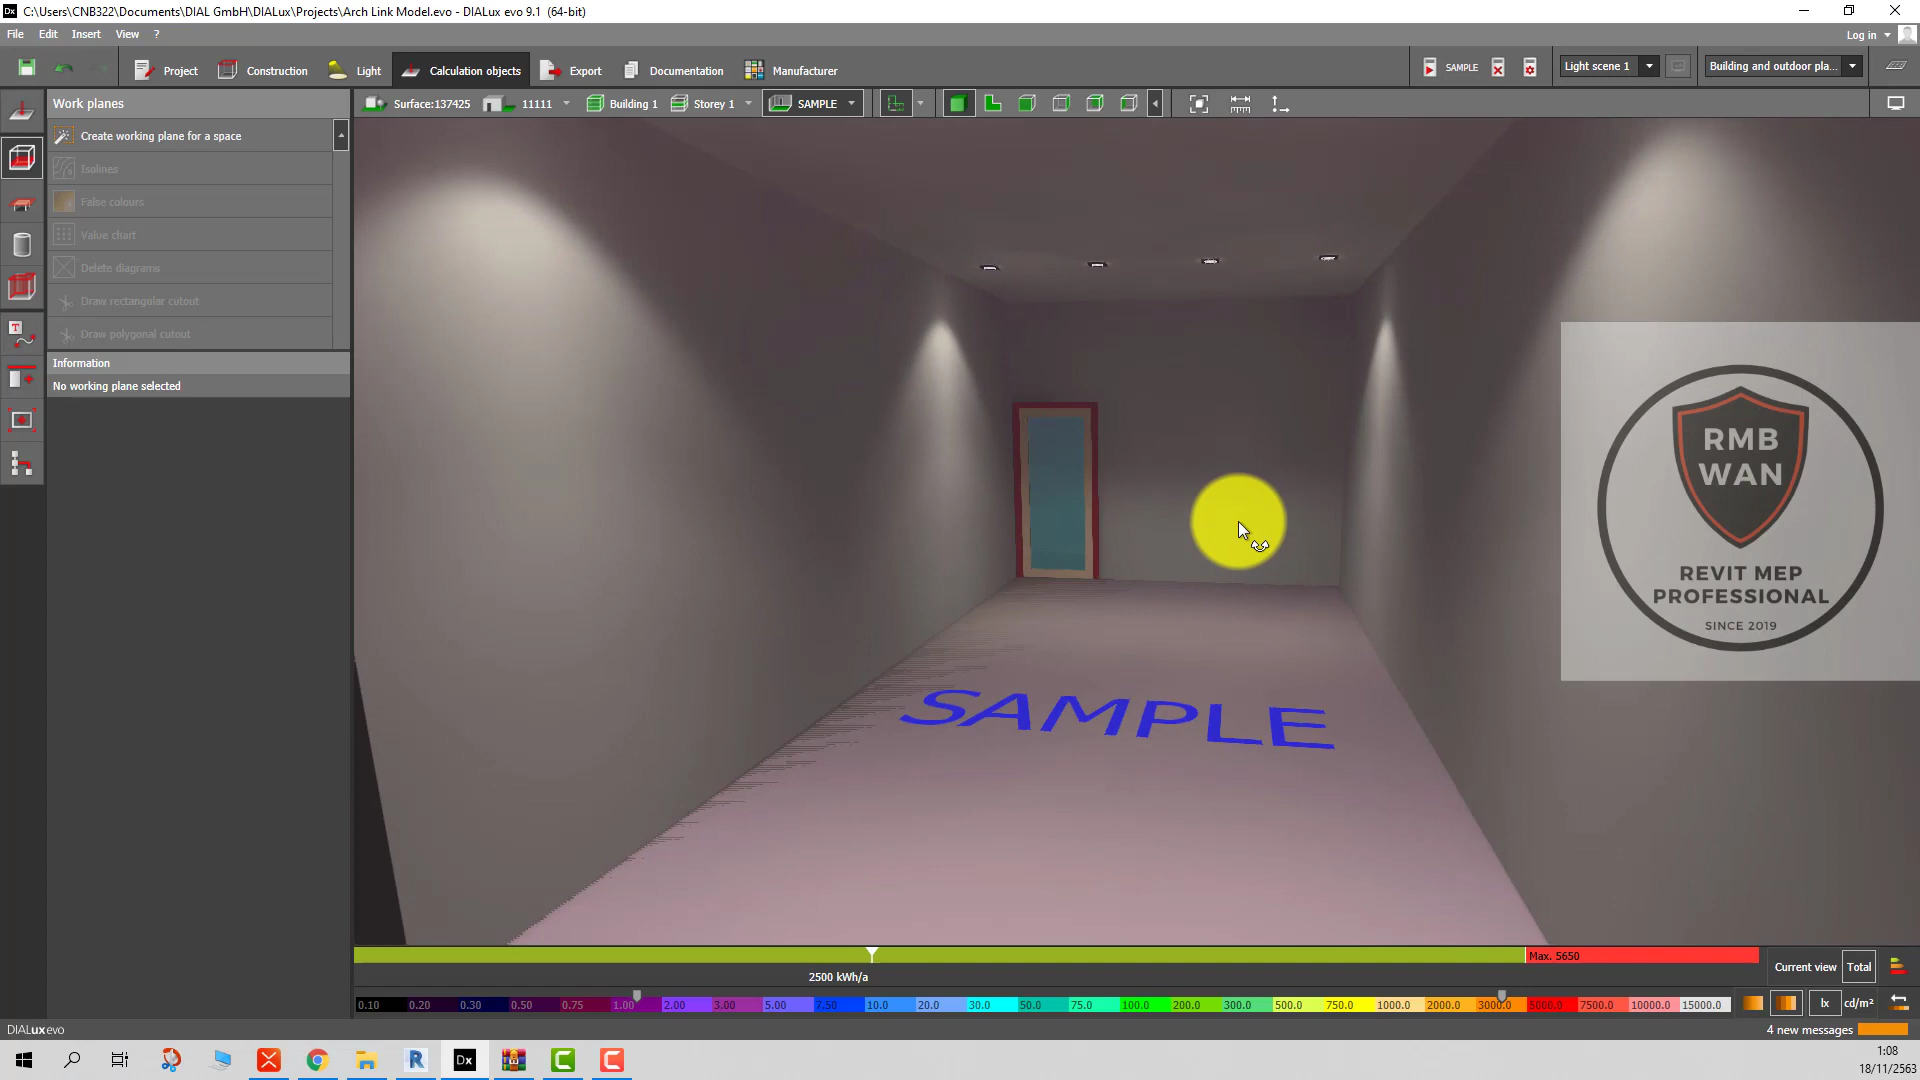 C:\Users\CNB322\Documents\DIAL GmbH\DIALux\Projects\Arch Link Model.evo - DIALux evo 9.1 (64-bit)
File Edit Insert View ?
Log in
Project Construction Light Calculation objects Export Documentation Manufacturer
SAMPLE
Light scene 1
Building and outdoor pla...
Work planes
Surface:137425 11111 Building 1 Storey 1 SAMPLE
Create working plane for a space
Isolines
False colours
Value chart
Delete diagrams
Draw rectangular cutout
Draw polygonal cutout
Information
No working plane selected
RMB
WAN
REVIT MEP
PROFESSIONAL
SINCE 2019
SAMPLE
Max. 5650
2500 kWh/a
Current view Total
0.10 0.20 0.30 0.50 0.75 1.00 2.00 3.00 5.00 7.50 10.0 20.0 30.0 50.0 75.0 100.0 200.0 300.0 500.0 750.0 1000.0 2000.0 3000.0 5000.0 7500.0 10000.0 15000.0
lx cd/m²
DIALux evo
4 new messages
1:08
18/11/2563